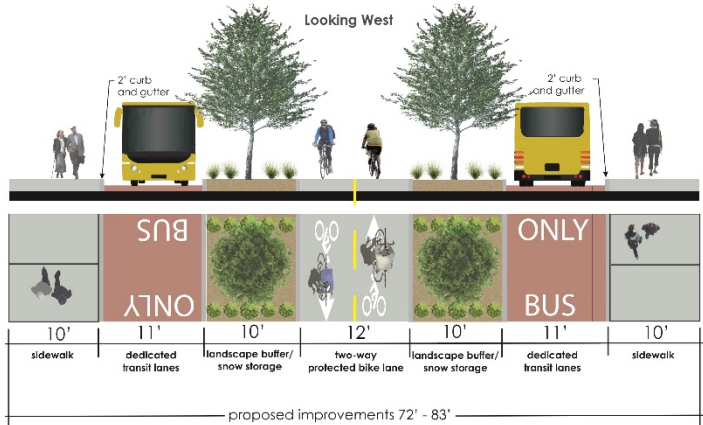 Looking West
2' curb
and gutter
2' curb
and gutter
BUS
ONLY
ONLY
BUS
10'
11'
10'
12'
10'
11'
10'
sidewalk
dedicated
transit lanes
landscape buffer/
snow storage
two-way
protected bike lane
landscape buffer/
snow storage
dedicated
transit lanes
sidewalk
proposed improvements 72' - 83'